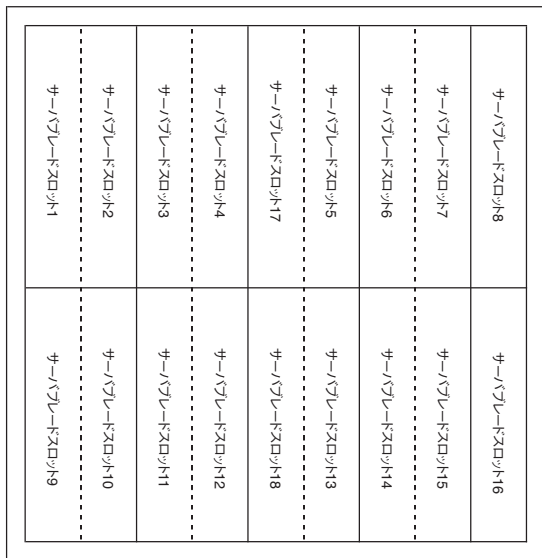 サーバブレードスロット1
サーバブレードスロット2
サーバブレードスロット3
サーバブレードスロット4
サーバブレードスロット17
サーバブレードスロット5
サーバブレードスロット6
サーバブレードスロット7
サーバブレードスロット8
サーバブレードスロット9
サーバブレードスロット10
サーバブレードスロット11
サーバブレードスロット12
サーバブレードスロット18
サーバブレードスロット13
サーバブレードスロット14
サーバブレードスロット15
サーバブレードスロット16